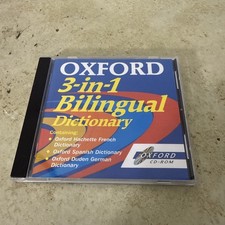 OXFORD
3-in-1
Bilingual
Dictionary
Containing:
• Oxford Hachette French
Dictionary
• Oxford Spanish Dictionary
• Oxford Duden German
Dictionary
OXFORD
CD-ROM